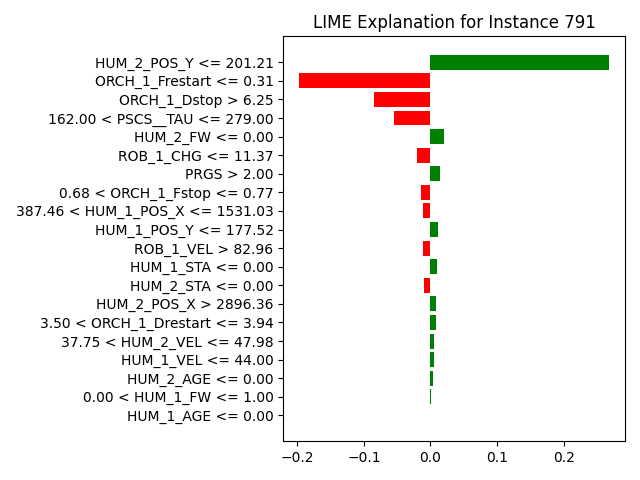 LIME Explanation for Instance 791
HUM_2_POS_Y <= 201.21
ORCH_1_Frestart <= 0.31
ORCH_1_Dstop > 6.25
162.00 < PSCS__TAU <= 279.00
HUM_2_FW <= 0.00
ROB_1_CHG <= 11.37
PRGS > 2.00
0.68 < ORCH_1_Fstop <= 0.77
387.46 < HUM_1_POS_X <= 1531.03
HUM_1_POS_Y <= 177.52
ROB_1_VEL > 82.96
HUM_1_STA <= 0.00
HUM_2_STA <= 0.00
HUM_2_POS_X > 2896.36
3.50 < ORCH_1_Drestart <= 3.94
37.75 < HUM_2_VEL <= 47.98
HUM_1_VEL <= 44.00
HUM_2_AGE <= 0.00
0.00 < HUM_1_FW <= 1.00
HUM_1_AGE <= 0.00
−0.2 −0.1 0.0 0.1 0.2